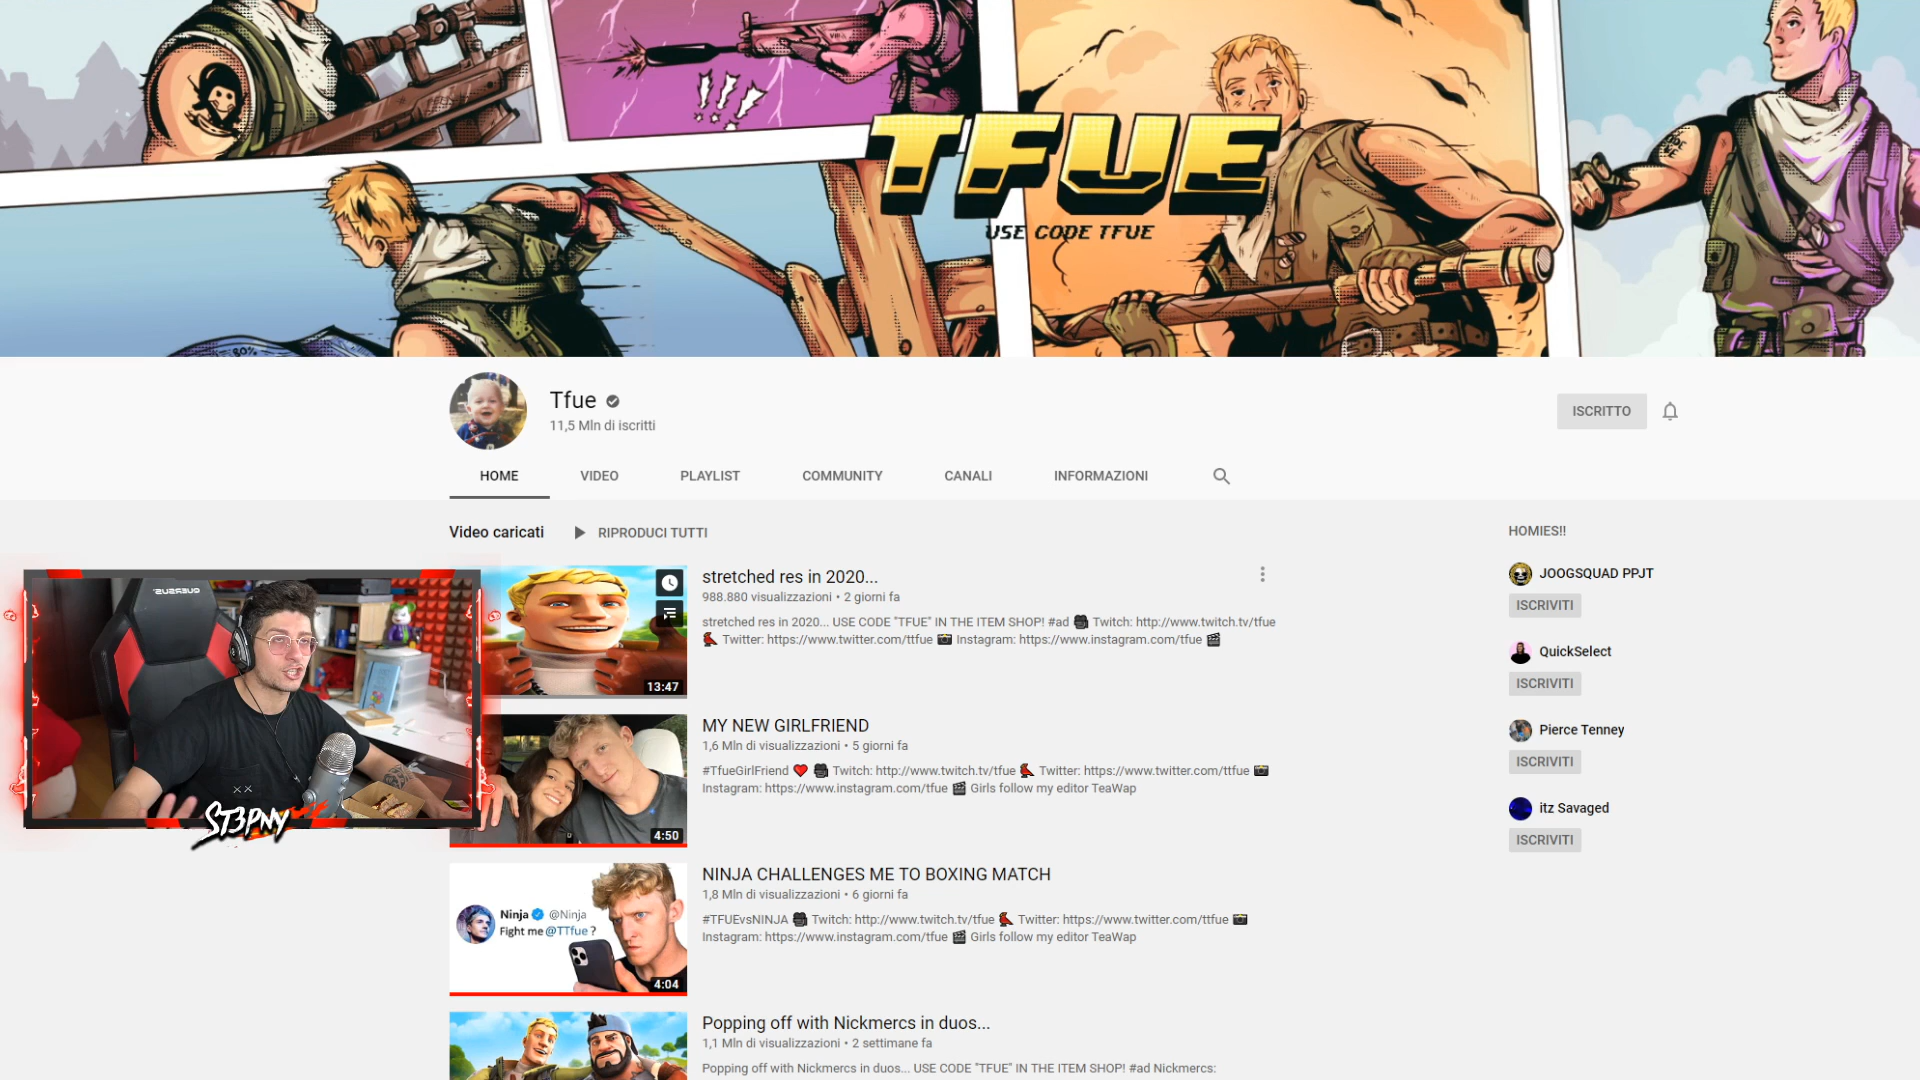 TFUE
USE CODE TFUE
Tfue
11,5 Mln di iscritti
ISCRITTO
HOME
VIDEO
PLAYLIST
COMMUNITY
CANALI
INFORMAZIONI
Video caricati
RIPRODUCI TUTTI
stretched res in 2020...
988.880 visualizzazioni • 2 giorni fa
stretched res in 2020... USE CODE "TFUE" IN THE ITEM SHOP! #ad Twitch: http://www.twitch.tv/tfue
Twitter: https://www.twitter.com/ttfue Instagram: https://www.instagram.com/tfue
13:47
MY NEW GIRLFRIEND
1,6 Mln di visualizzazioni • 5 giorni fa
#TfueGirlFriend Twitch: http://www.twitch.tv/tfue Twitter: https://www.twitter.com/ttfue
Instagram: https://www.instagram.com/tfue Girls follow my editor TeaWap
4:50
ST3PNY
NINJA CHALLENGES ME TO BOXING MATCH
1,8 Mln di visualizzazioni • 6 giorni fa
#TFUEvsNINJA Twitch: http://www.twitch.tv/tfue Twitter: https://www.twitter.com/ttfue
Instagram: https://www.instagram.com/tfue Girls follow my editor TeaWap
Ninja @Ninja
Fight me @TTfue ?
4:04
Popping off with Nickmercs in duos...
1,1 Mln di visualizzazioni • 2 settimane fa
Popping off with Nickmercs in duos... USE CODE "TFUE" IN THE ITEM SHOP! #ad Nickmercs:
HOMIES!!
JOOGSQUAD PPJT
ISCRIVITI
QuickSelect
ISCRIVITI
Pierce Tenney
ISCRIVITI
itz Savaged
ISCRIVITI